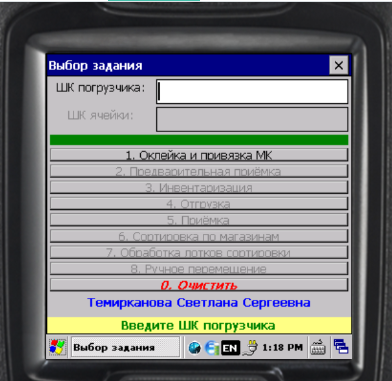 Выбор задания
ШК погрузчика:
ШК ячейки:
1. Оклейка и привязка МК
2. Предварительная приёмка
3. Инвентаризация
4. Отгрузка
5. Приёмка
6. Сортировка по магазинам
7. Обработка лотков сортировки
8. Ручное перемещение
0. Очистить
Темирканова Светлана Сергеевна
Введите ШК погрузчика
Выбор задания EN 1:18 PM